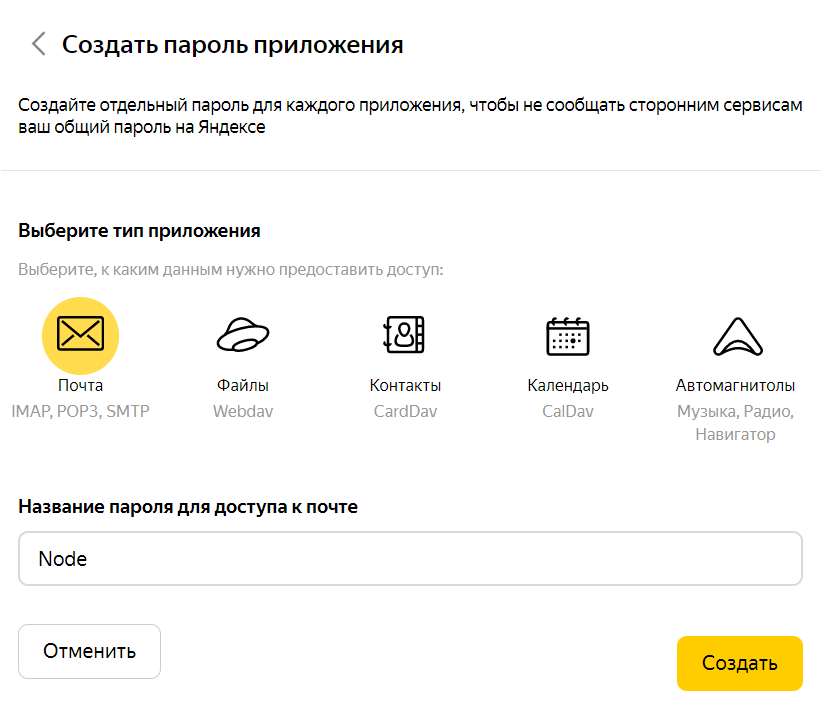 Создать пароль приложения
Создайте отдельный пароль для каждого приложения, чтобы не сообщать сторонним сервисам
ваш общий пароль на Яндексе
Выберите тип приложения
Выберите, к каким данным нужно предоставить доступ:
Почта
IMAP, POP3, SMTP
Файлы
Webdav
Контакты
CardDav
Календарь
CalDav
Автомагнитолы
Музыка, Радио,
Навигатор
Название пароля для доступа к почте
Node
Отменить
Создать